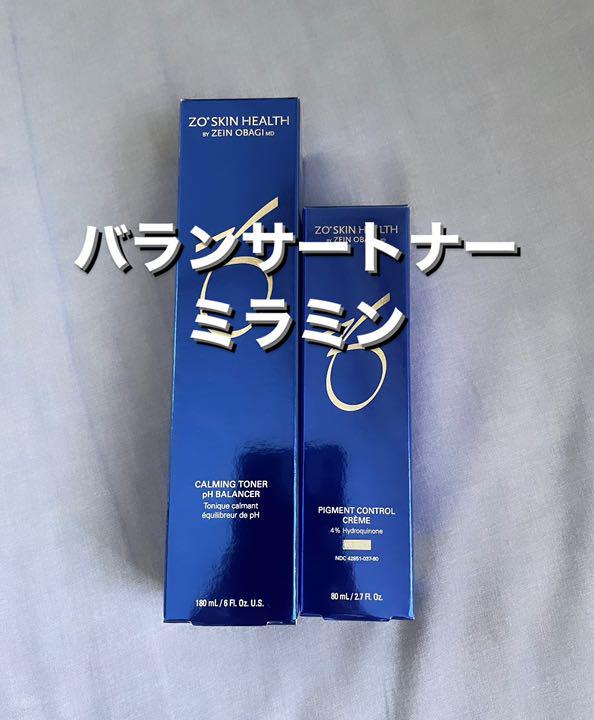 ZO® SKIN HEALTH
BY ZEIN OBAGI MD
バランサートナー
ミラミン
CALMING TONER
pH BALANCER
Tonique calmant
équilibreur de pH
180 mL / 6 Fl. Oz. U.S.
ZO® SKIN HEALTH
BY ZEIN OBAGI
PIGMENT CONTROL
CRÈME
4% Hydroquinone
NDC 42851-037-80
80 mL / 2.7 Fl. Oz.